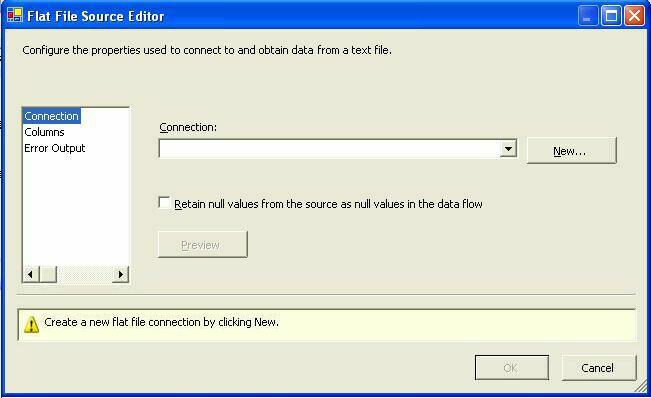 Flat File Source Editor
Configure the properties used to connect to and obtain data from a text file.
Connection
Columns
Error Output
Connection:
New...
Retain null values from the source as null values in the data flow
Preview
Create a new flat file connection by clicking New.
OK
Cancel